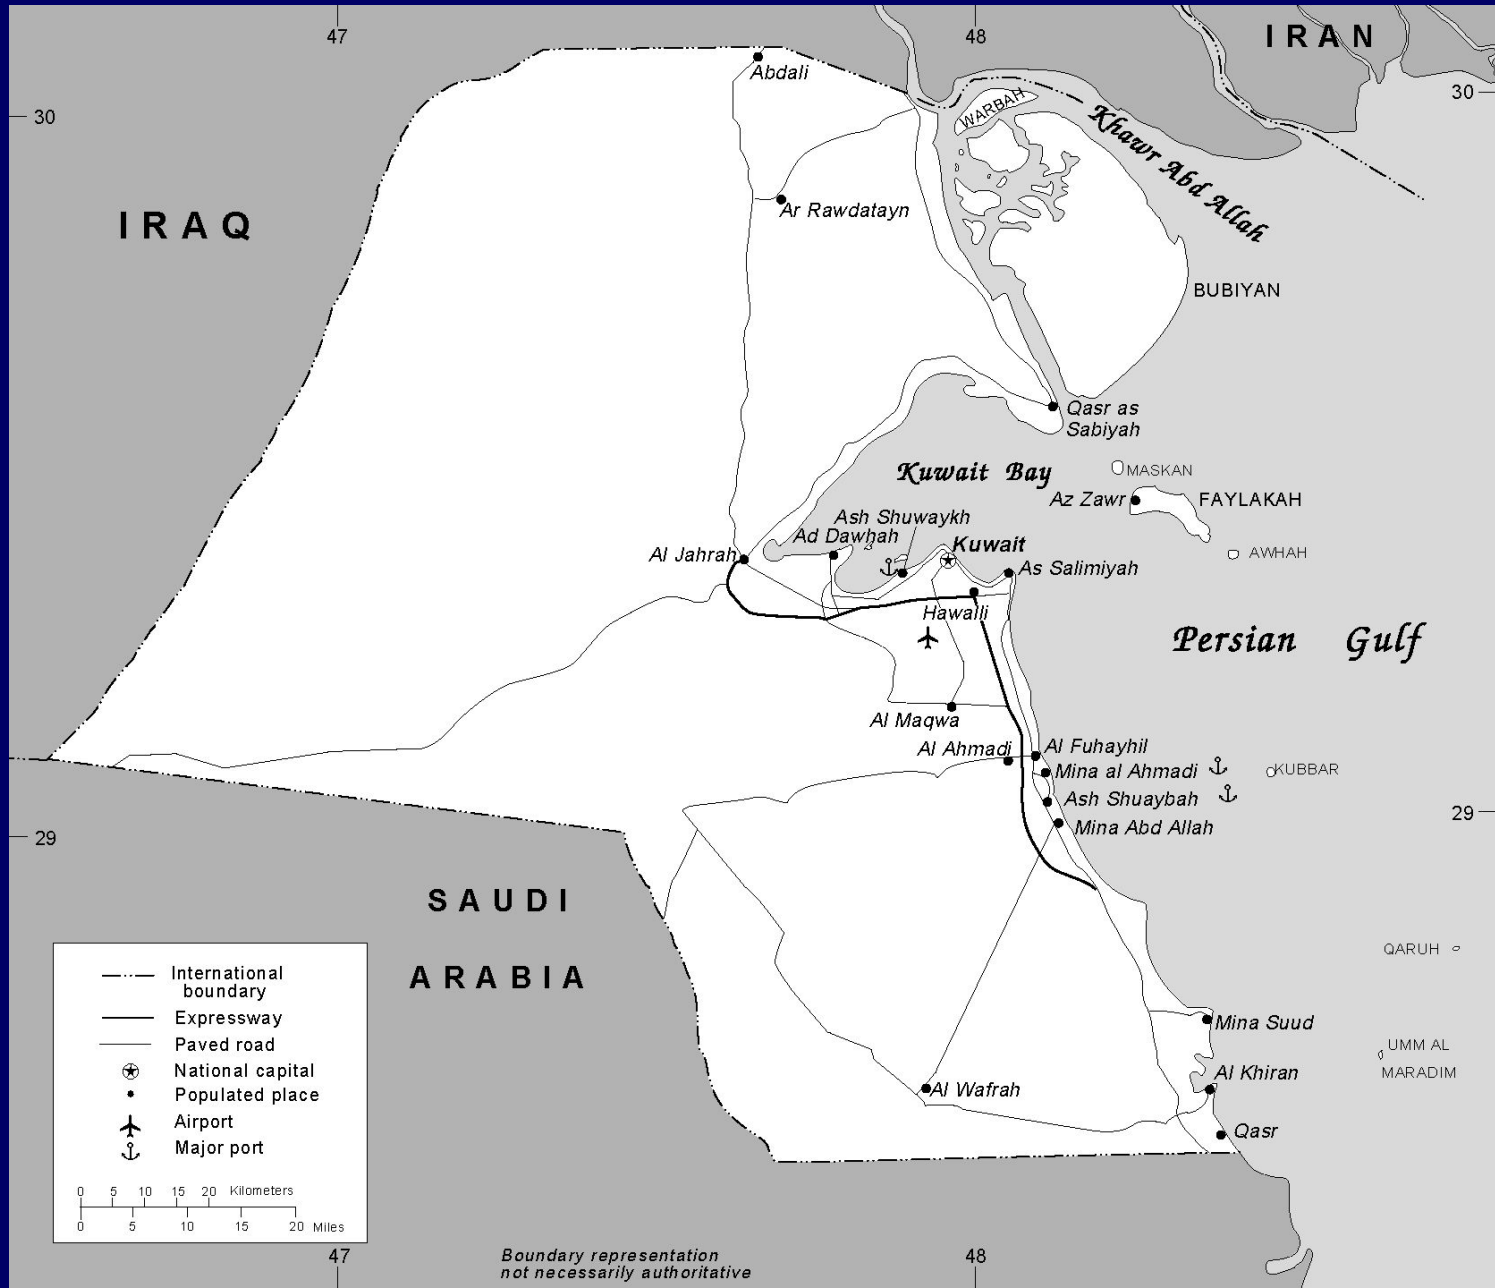 47
48
IRAN
Abdali
30
30
WARBAH
Khawr Abd Allah
IRAQ
Ar Rawdatayn
BUBIYAN
Qasr as
Sabiyah
Kuwait Bay
MASKAN
Az Zawr
FAYLAKAH
Ash Shuwaykh
Ad Dawhah
Kuwait
Al Jahrah
AWHAH
As Salimiyah
Hawalli
Persian Gulf
Al Maqwa
Al Ahmadi
Al Fuhayhil
Mina al Ahmadi
KUBBAR
Ash Shuaybah
Mina Abd Allah
29
29
SAUDI
ARABIA
QARUH
Mina Suud
UMM AL
MARADIM
Al Khiran
Al Wafrah
Qasr
International
boundary
Expressway
Paved road
National capital
Populated place
Airport
Major port
0 5 10 15 20 Kilometers
0 5 10 15 20 Miles
47
48
Boundary representation
not necessarily authoritative